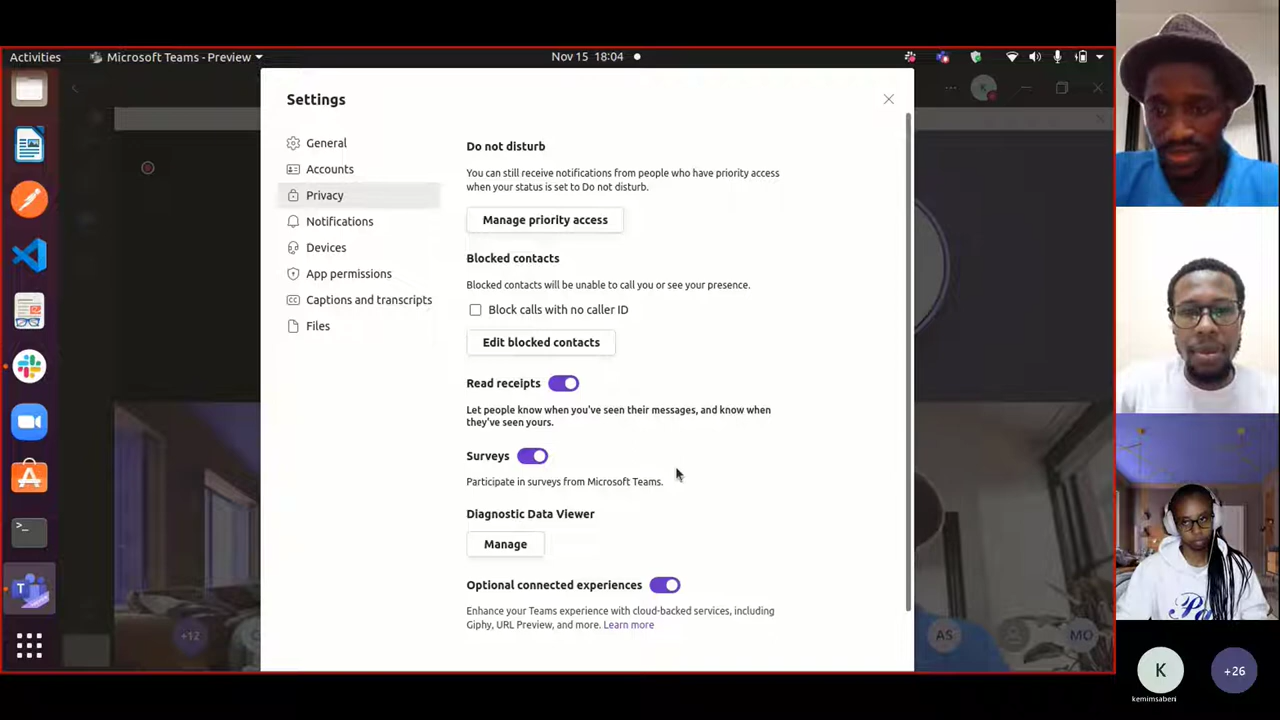 Activities
Microsoft Teams - Preview
Nov 15 18:04
K
Settings
General
Accounts
Privacy
Notifications
Devices
App permissions
Captions and transcripts
Files
Do not disturb
You can still receive notifications from people who have priority access
when your status is set to Do not disturb.
Manage priority access
Blocked contacts
Blocked contacts will be unable to call you or see your presence.
Block calls with no caller ID
Edit blocked contacts
Read receipts
Let people know when you've seen their messages, and know when
they've seen yours.
Surveys
Participate in surveys from Microsoft Teams.
Diagnostic Data Viewer
Manage
Optional connected experiences
Enhance your Teams experience with cloud-backed services, including
Giphy, URL Preview, and more. Learn more
+12
AS
MO
K
kemimsaberi
+26